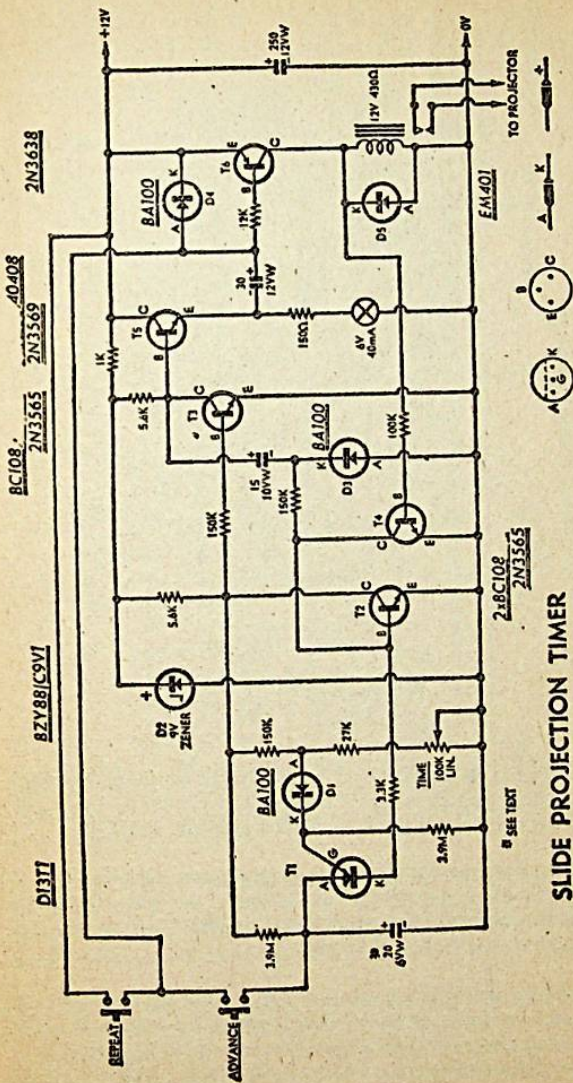 D13T1
BZY88/C9V1
BC108
2N3565
40408
2N3569
2N3638
REPEAT
ADVANCE
+12V
1K
5.6K
5.6K
D2
9V
ZENER
+
150K
T3
B
C
E
T5
B
C
E
BA100
A
K
D4
12K
T6
B
E
C
30
12VW
250
12VW
150K
BA100
K
A
D1
27K
TIME
100K
LIN.
3.9M
T1
A
G
K
3.3K
3.9M
20
6VW
T2
B
C
E
15
10VW
150K
BA100
K
A
D3
T4
C
B
E
100K
150Ω
6V
40mA
K
A
D5
12V 430Ω
0V
TO PROJECTOR
EM401
2xBC108
2N3565
SEE TEXT
SLIDE PROJECTION TIMER
A
G
K
B
E
C
A
K
+